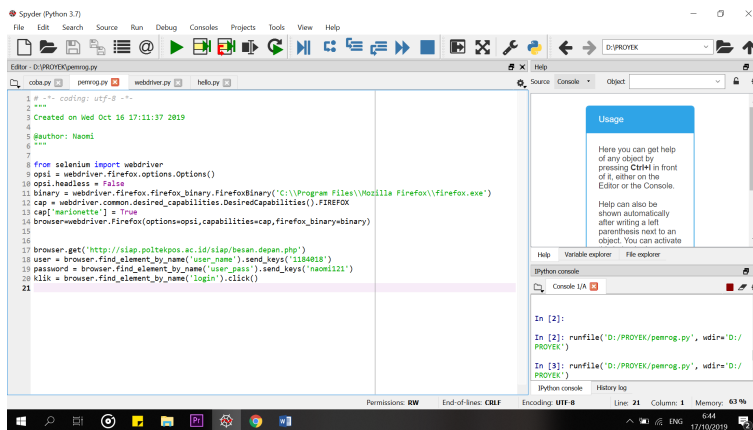 Spyder (Python 3.7)
File Edit Search Source Run Debug Consoles Projects Tools View Help
D:\PROYEK
Editor - D:\PROYEK\pemrog.py
coba.py pemrog.py webdriver.py hello.py
1 # -*- coding: utf-8 -*-
2 """
3 Created on Wed Oct 16 17:11:37 2019
4
5 @author: Naomi
6 """
7
8 from selenium import webdriver
9 opsi = webdriver.firefox.options.Options()
10 opsi.headless = False
11 binary = webdriver.firefox.firefox_binary.FirefoxBinary('C:\\Program Files\\Mozilla Firefox\\firefox.exe')
12 cap = webdriver.common.desired_capabilities.DesiredCapabilities().FIREFOX
13 cap['marionette'] = True
14 browser=webdriver.Firefox(options=opsi,capabilities=cap,firefox_binary=binary)
15
16
17 browser.get('http://siap.poltekpos.ac.id/siap/besan.depan.php')
18 user = browser.find_element_by_name('user_name').send_keys('1184018')
19 password = browser.find_element_by_name('user_pass').send_keys('naomi121')
20 klik = browser.find_element_by_name('login').click()
21
Help
Source Console Object
Usage
Here you can get help
of any object by
pressing Ctrl+I in front
of it, either on the
Editor or the Console.
Help can also be
shown automatically
after writing a left
parenthesis next to an
object. You can activate
Help Variable explorer File explorer
IPython console
Console 1/A
In [2]:
In [2]: runfile('D:/PROYEK/pemrog.py', wdir='D:/
PROYEK')
In [3]: runfile('D:/PROYEK/pemrog.py', wdir='D:/
PROYEK')
IPython console History log
Permissions: RW End-of-lines: CRLF Encoding: UTF-8 Line: 21 Column: 1 Memory: 63 %
Pr
ENG
6:44
17/10/2019